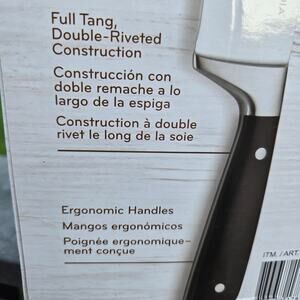 Full Tang,
Double-Riveted
Construction
Construcción con
doble remache a lo
largo de la espiga
Construction à double
rivet le long de la soie
Ergonomic Handles
Mangos ergonómicos
Poignée ergonomique-
ment conçue
ITM. / ART.